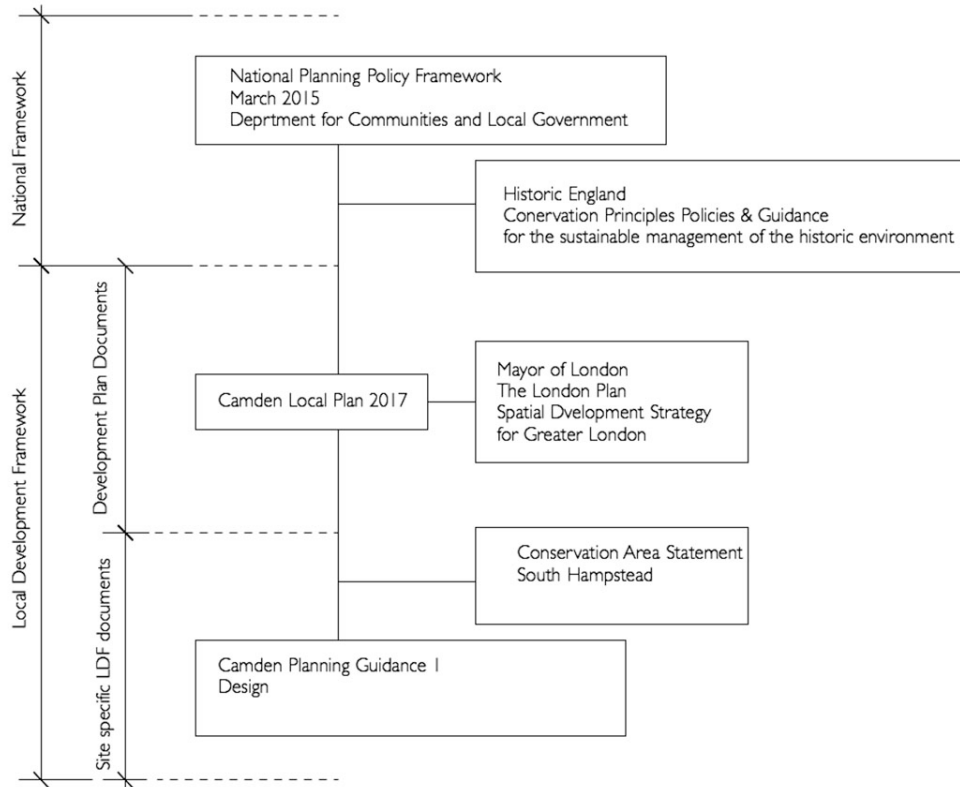 National Framework
National Planning Policy Framework
March 2015
Deprtment for Communities and Local Government
Historic England
Conervation Principles Policies & Guidance
for the sustainable management of the historic environment
Local Development Framework
Development Plan Documents
Camden Local Plan 2017
Mayor of London
The London Plan
Spatial Dvelopment Strategy
for Greater London
Site specific LDF documents
Conservation Area Statement
South Hampstead
Camden Planning Guidance 1
Design